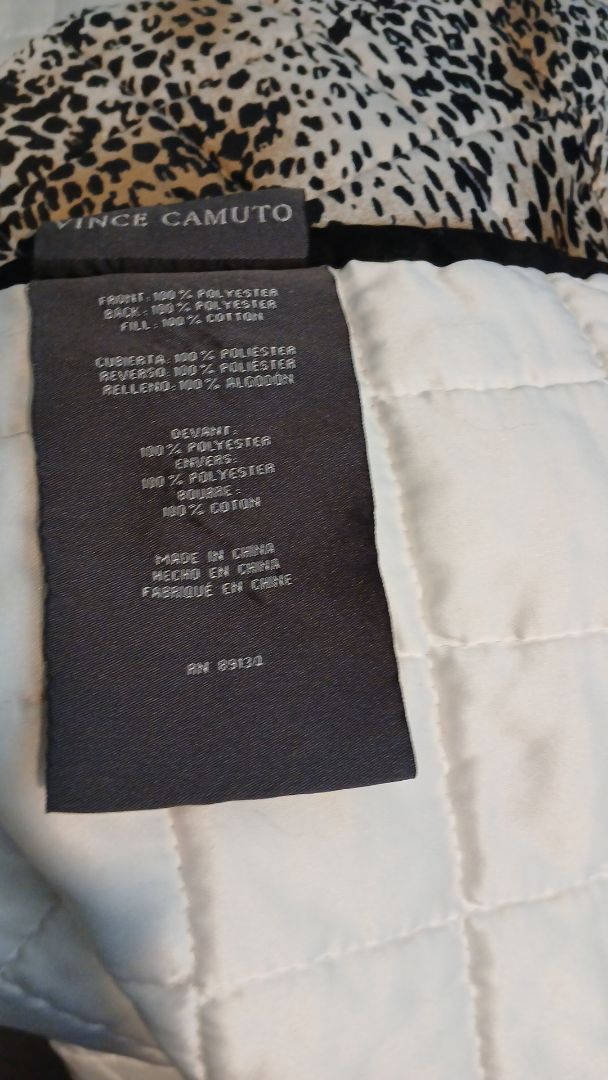 VINCE CAMUTO
FRONT: 100% POLYESTER
BACK: 100% POLYESTER
FILL: 100% COTTON
CUBIERTA: 100% POLIÉSTER
REVERSO: 100% POLIÉSTER
RELLENO: 100% ALGODÓN
DEVANT:
100% POLYESTER
ENVERS:
100% POLYESTER
BOURRE:
100% COTON
MADE IN CHINA
HECHO EN CHINA
FABRIQUÉ EN CHINE
RN 89130